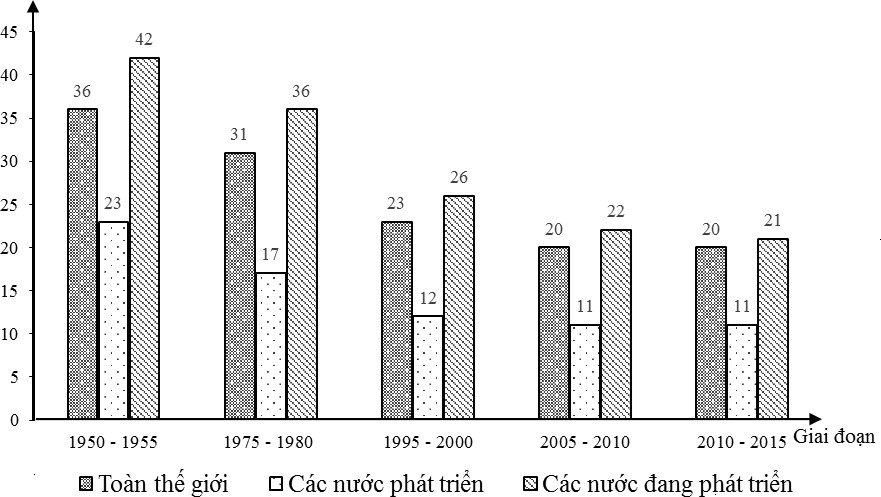 45
40
35
30
25
20
15
10
5
0
36 23 42
31 17 36
23 12 26
20 11 22
20 11 21
1950 - 1955 1975 - 1980 1995 - 2000 2005 - 2010 2010 - 2015 Giai đoạn
Toàn thế giới Các nước phát triển Các nước đang phát triển